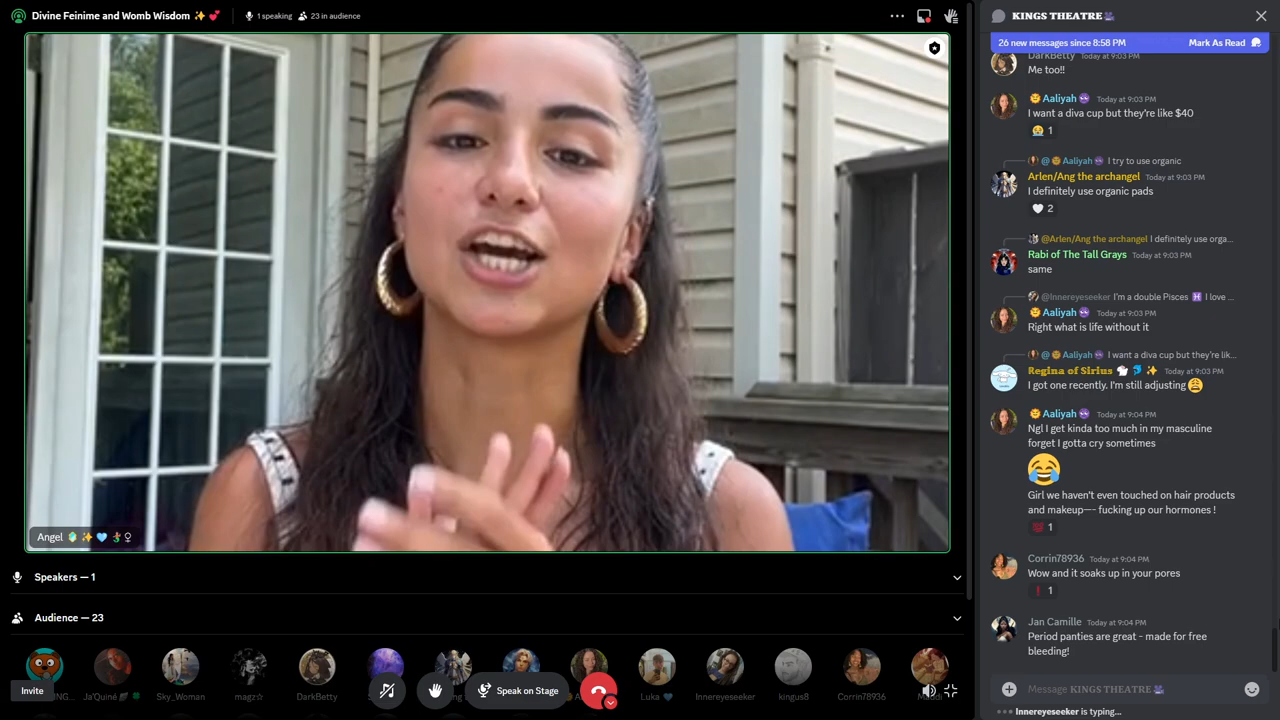 Divine Feinime and Womb Wisdom ✨ 💕
1 speaking
23 in audience
KINGS THEATRE
26 new messages since 8:58 PM
Mark As Read
DarkBetty Today at 9:03 PM
Me too!!
Aaliyah Today at 9:03 PM
I want a diva cup but they're like $40
😭 1
@ Aaliyah I try to use organic
Arlen/Ang the archangel Today at 9:03 PM
I definitely use organic pads
🤍 2
@Arlen/Ang the archangel I definitely use orga...
Rabi of The Tall Grays Today at 9:03 PM
same
@Innereyeseeker I'm a double Pisces ♓ I love ...
Aaliyah Today at 9:03 PM
Right what is life without it
@ Aaliyah I want a diva cup but they're lik...
Regina of Sirius Today at 9:03 PM
I got one recently. I'm still adjusting 😩
Aaliyah Today at 9:04 PM
Ngl I get kinda too much in my masculine
forget I gotta cry sometimes
😂
Girl we haven't even touched on hair products
and makeup—- fucking up our hormones !
1
Corrin78936 Today at 9:04 PM
Wow and it soaks up in your pores
❗ 1
Jan Camille Today at 9:04 PM
Period panties are great - made for free
bleeding!
Message KINGS THEATRE
Innereyeseeker is typing...
Angel
Speakers — 1
Audience — 23
Ja'Quiné
Sky_Woman
magz☆
DarkBetty
Luka
Innereyeseeker
kingus8
Corrin78936
Invite
Speak on Stage